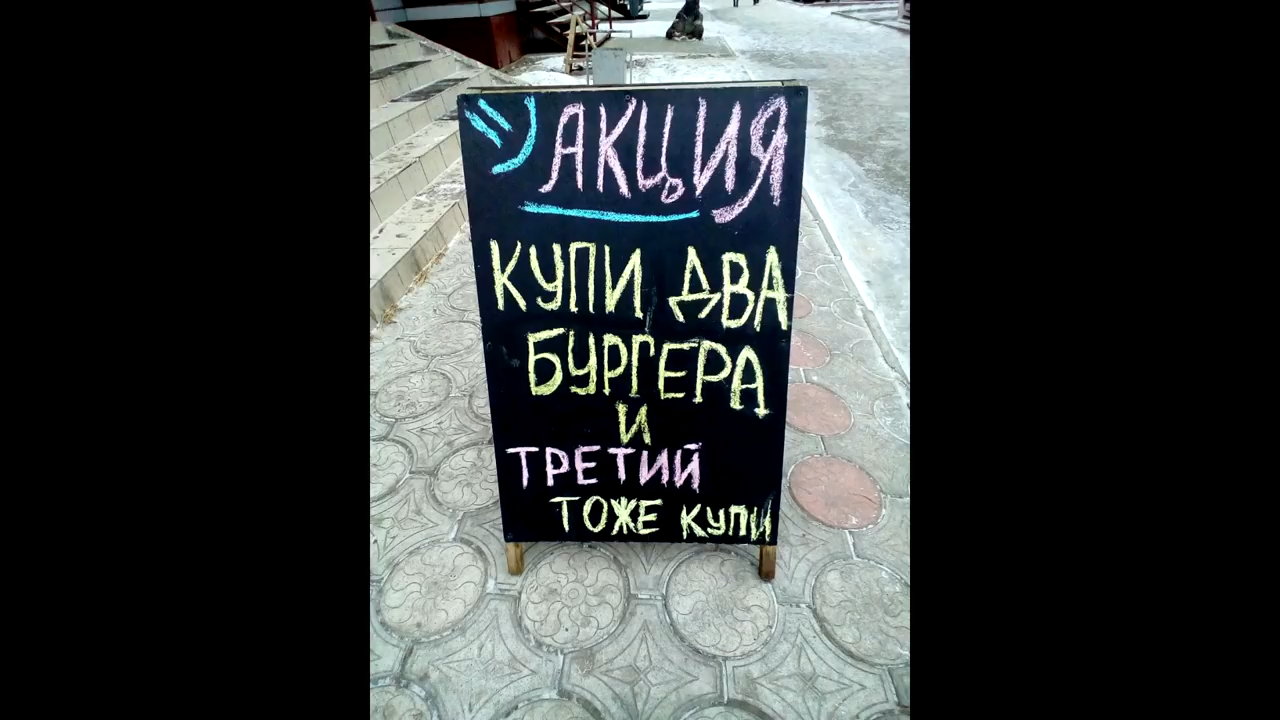 АКЦИЯ
КУПИ ДВА
БУРГЕРА
И
ТРЕТИЙ
ТОЖЕ КУПИ